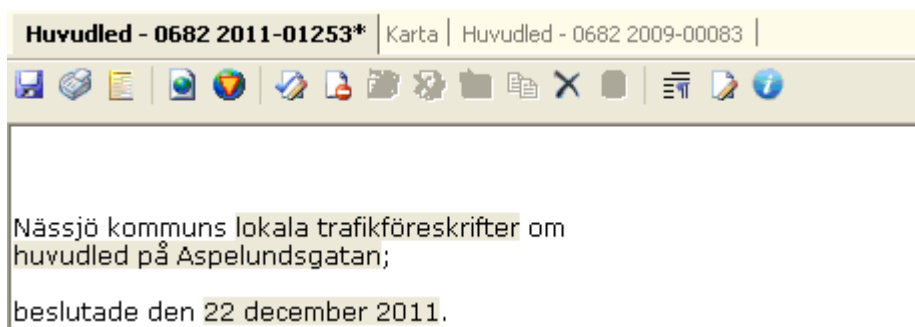 Huvudled - 0682 2011-01253* Karta Huvudled - 0682 2009-00083
Nässjö kommuns lokala trafikföreskrifter om
huvudled på Aspelundsgatan;
beslutade den 22 december 2011.